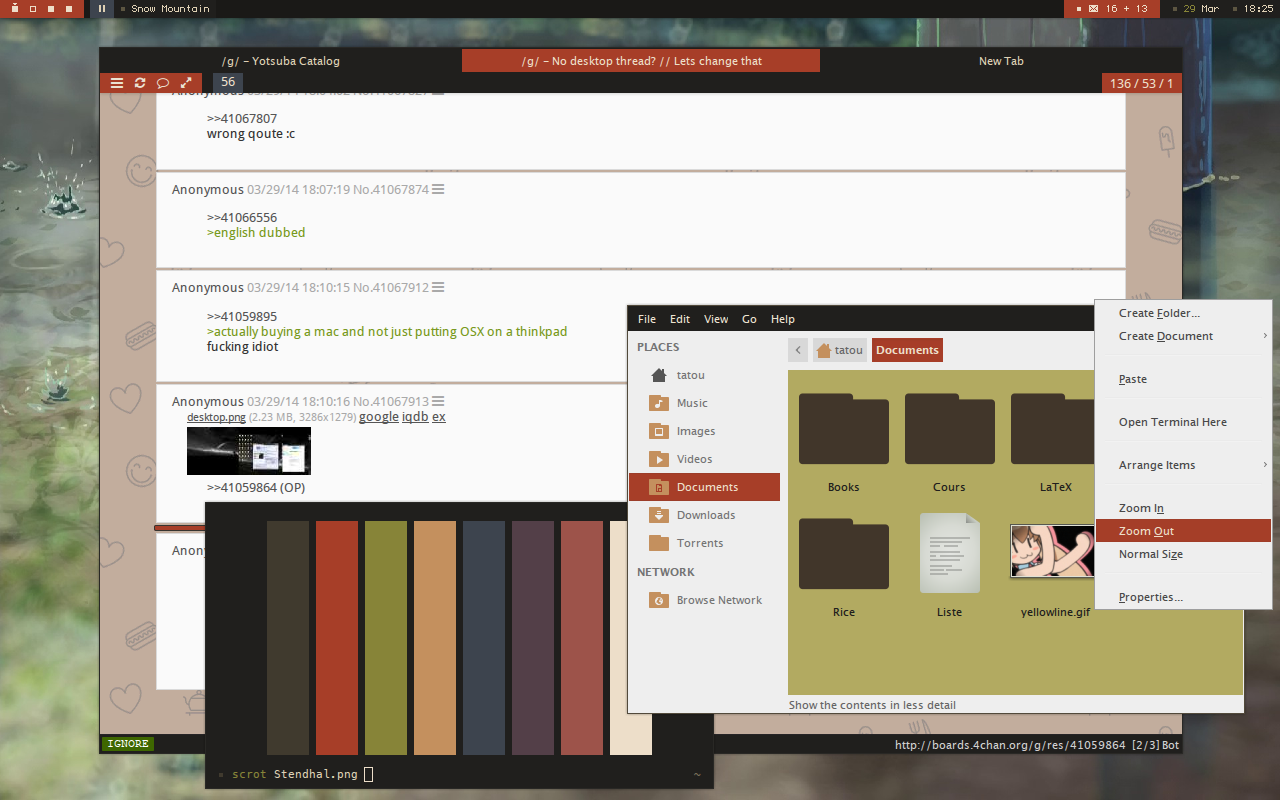 Snow Mountain
16 + 13
29 Mar
18:25
/g/ – Yotsuba Catalog
/g/ – No desktop thread? // Lets change that
New Tab
56
136 / 53 / 1
Anonymous
>>41067807
wrong qoute :c
Anonymous 03/29/14 18:07:19 No.41067874
>>41066556
>english dubbed
Anonymous 03/29/14 18:10:15 No.41067912
>>41059895
>actually buying a mac and not just putting OSX on a thinkpad
fucking idiot
Anonymous 03/29/14 18:10:16 No.41067913
desktop.png (2.23 MB, 3286x1279) google iqdb ex
>>41059864 (OP)
Anony
File Edit View Go Help
PLACES
tatou
Music
Images
Videos
Documents
Downloads
Torrents
NETWORK
Browse Network
tatou
Documents
Books
Cours
LaTeX
Rice
Liste
yellowline.gif
Show the contents in less detail
Create Folder...
Create Document
Paste
Open Terminal Here
Arrange Items
Zoom In
Zoom Out
Normal Size
Properties...
scrot Stendhal.png
~
IGNORE
http://boards.4chan.org/g/res/41059864 [2/3] Bot